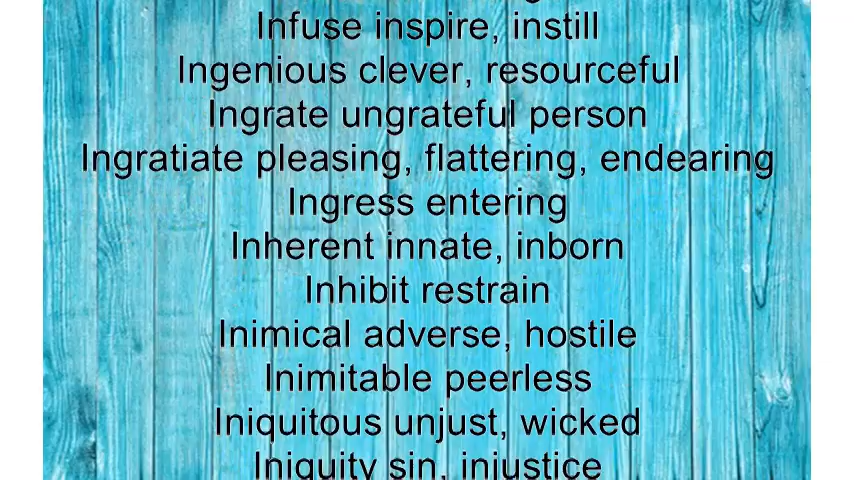 Infuse inspire, instill
Ingenious clever, resourceful
Ingrate ungrateful person
Ingratiate pleasing, flattering, endearing
Ingress entering
Inherent innate, inborn
Inhibit restrain
Inimical adverse, hostile
Inimitable peerless
Iniquitous unjust, wicked
Iniquity sin, injustice